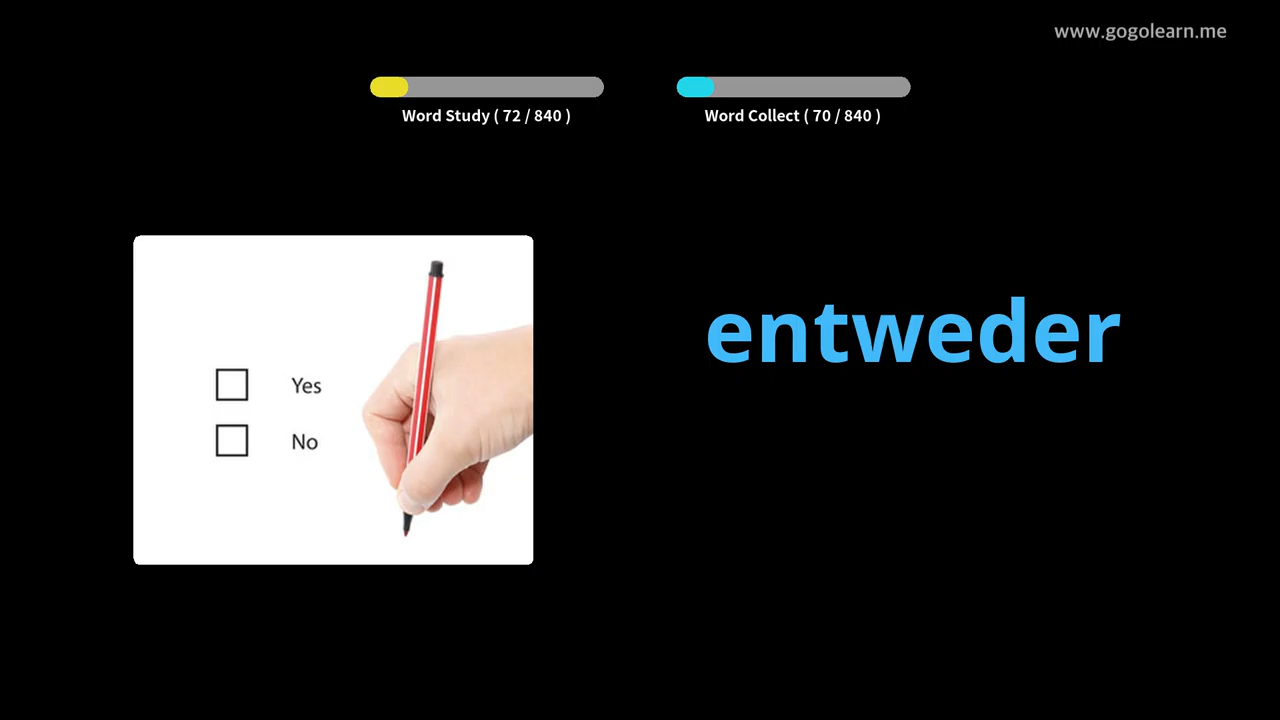 www.gogolearn.me
Word Study ( 72 / 840 )
Word Collect ( 70 / 840 )
entweder
Yes
No